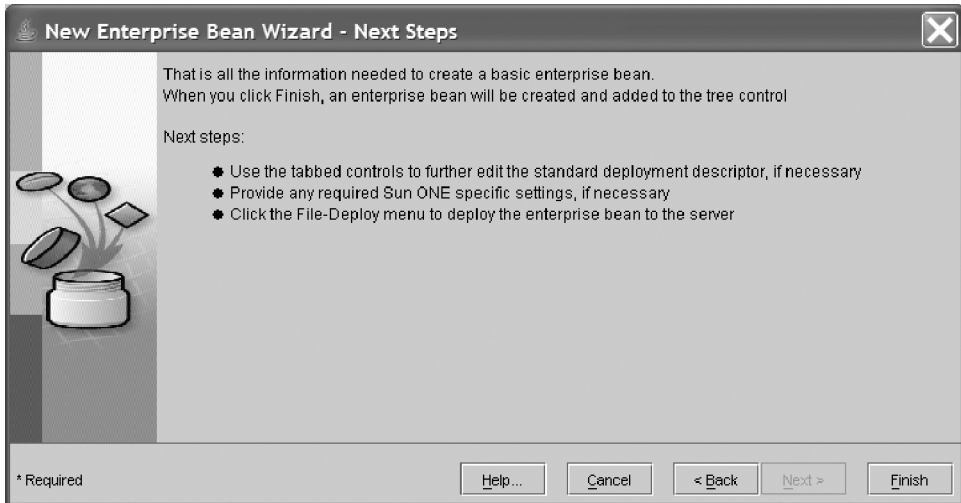 New Enterprise Bean Wizard - Next Steps
That is all the information needed to create a basic enterprise bean.
When you click Finish, an enterprise bean will be created and added to the tree control
Next steps:
● Use the tabbed controls to further edit the standard deployment descriptor, if necessary
● Provide any required Sun ONE specific settings, if necessary
● Click the File-Deploy menu to deploy the enterprise bean to the server
* Required
Help... Cancel < Back Next > Finish